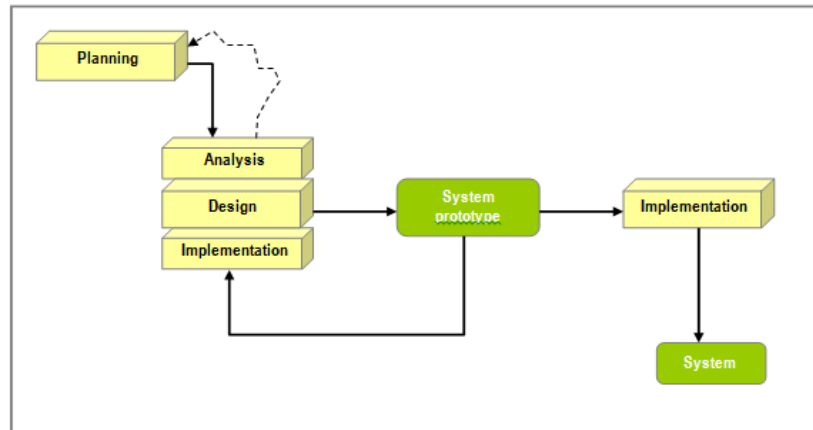 Planning
Analysis
Design
Implementation
System
prototype
Implementation
System